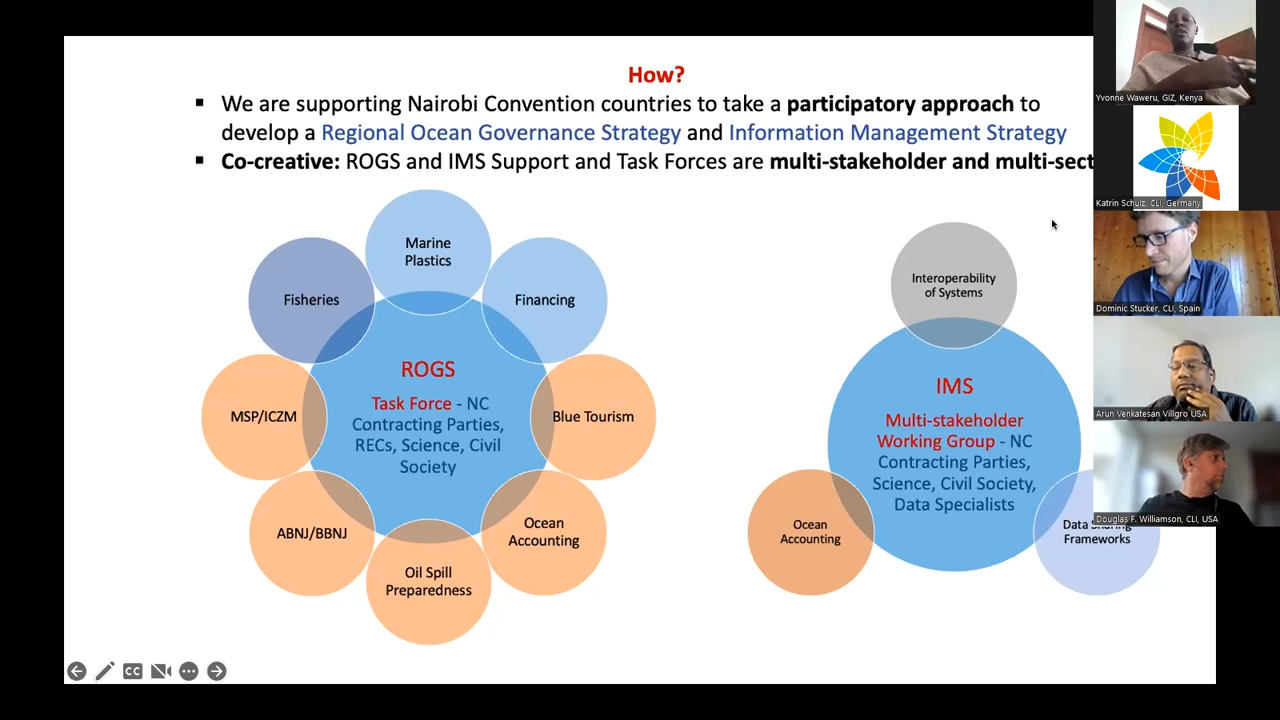 How?
▪ We are supporting Nairobi Convention countries to take a participatory approach to
develop a Regional Ocean Governance Strategy and Information Management Strategy
▪ Co-creative: ROGS and IMS Support and Task Forces are multi-stakeholder and multi-sect
Marine
Plastics
Fisheries
Financing
MSP/ICZM
Blue Tourism
ABNJ/BBNJ
Ocean
Accounting
Oil Spill
Preparedness
ROGS
Task Force - NC
Contracting Parties,
RECs, Science, Civil
Society
Interoperability
of Systems
IMS
Multi-stakeholder
Working Group - NC
Contracting Parties,
Science, Civil Society,
Data Specialists
Ocean
Accounting
Data Sharing
Frameworks
CC
Yvonne Waweru, GIZ, Kenya
Katrin Schulz, CLI, Germany
Dominic Stucker, CLI, Spain
Arun Venkatesan Villgro USA
Douglas F. Williamson, CLI, USA